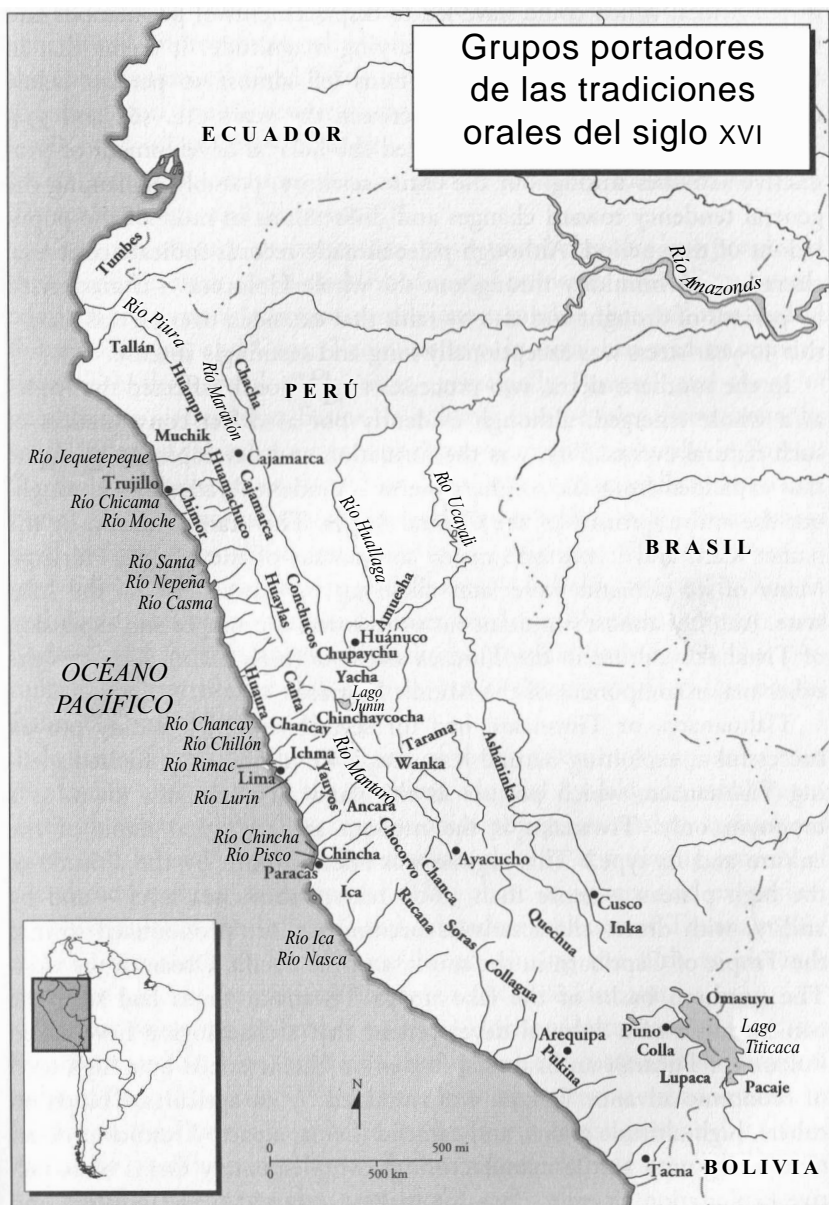 Grupos portadores
de las tradiciones
orales del siglo XVI
ECUADOR
Tumbes
Río Amazonas
Río Piura
Tallán
Huambu
Río Marañón
Chacha
PERÚ
Muchik
Cajamarca
Río Jequetepeque
Huamachuco
Cajamarca
Trujillo
Río Chicama
Río Moche
Chimor
Río Huallaga
Río Ucayali
BRASIL
Río Santa
Río Nepeña
Río Casma
Huaylas
Conchucos
Amuesha
Huánuco
Chupaychu
OCÉANO
PACÍFICO
Yacha
Lago
Junín
Huaura
Canta
Chinchaycocha
Río Chancay
Chancay
Río Chillón
Ichma
Tarama
Río Rimac
Wanka
Asháninka
Lima
Río Mantaro
Río Lurín
Yauyos
Ancara
Río Chincha
Río Pisco
Chincha
Chocorvo
Chanca
Ayacucho
Paracas
Ica
Rucana
Soras
Quechua
Cusco
Inka
Río Ica
Río Nasca
Collagua
Omasuyu
Puno
Lago
Titicaca
Colla
Arequipa
Pukina
Lupaca
Pacaje
N
0 500 mi
0 500 km
Tacna
BOLIVIA